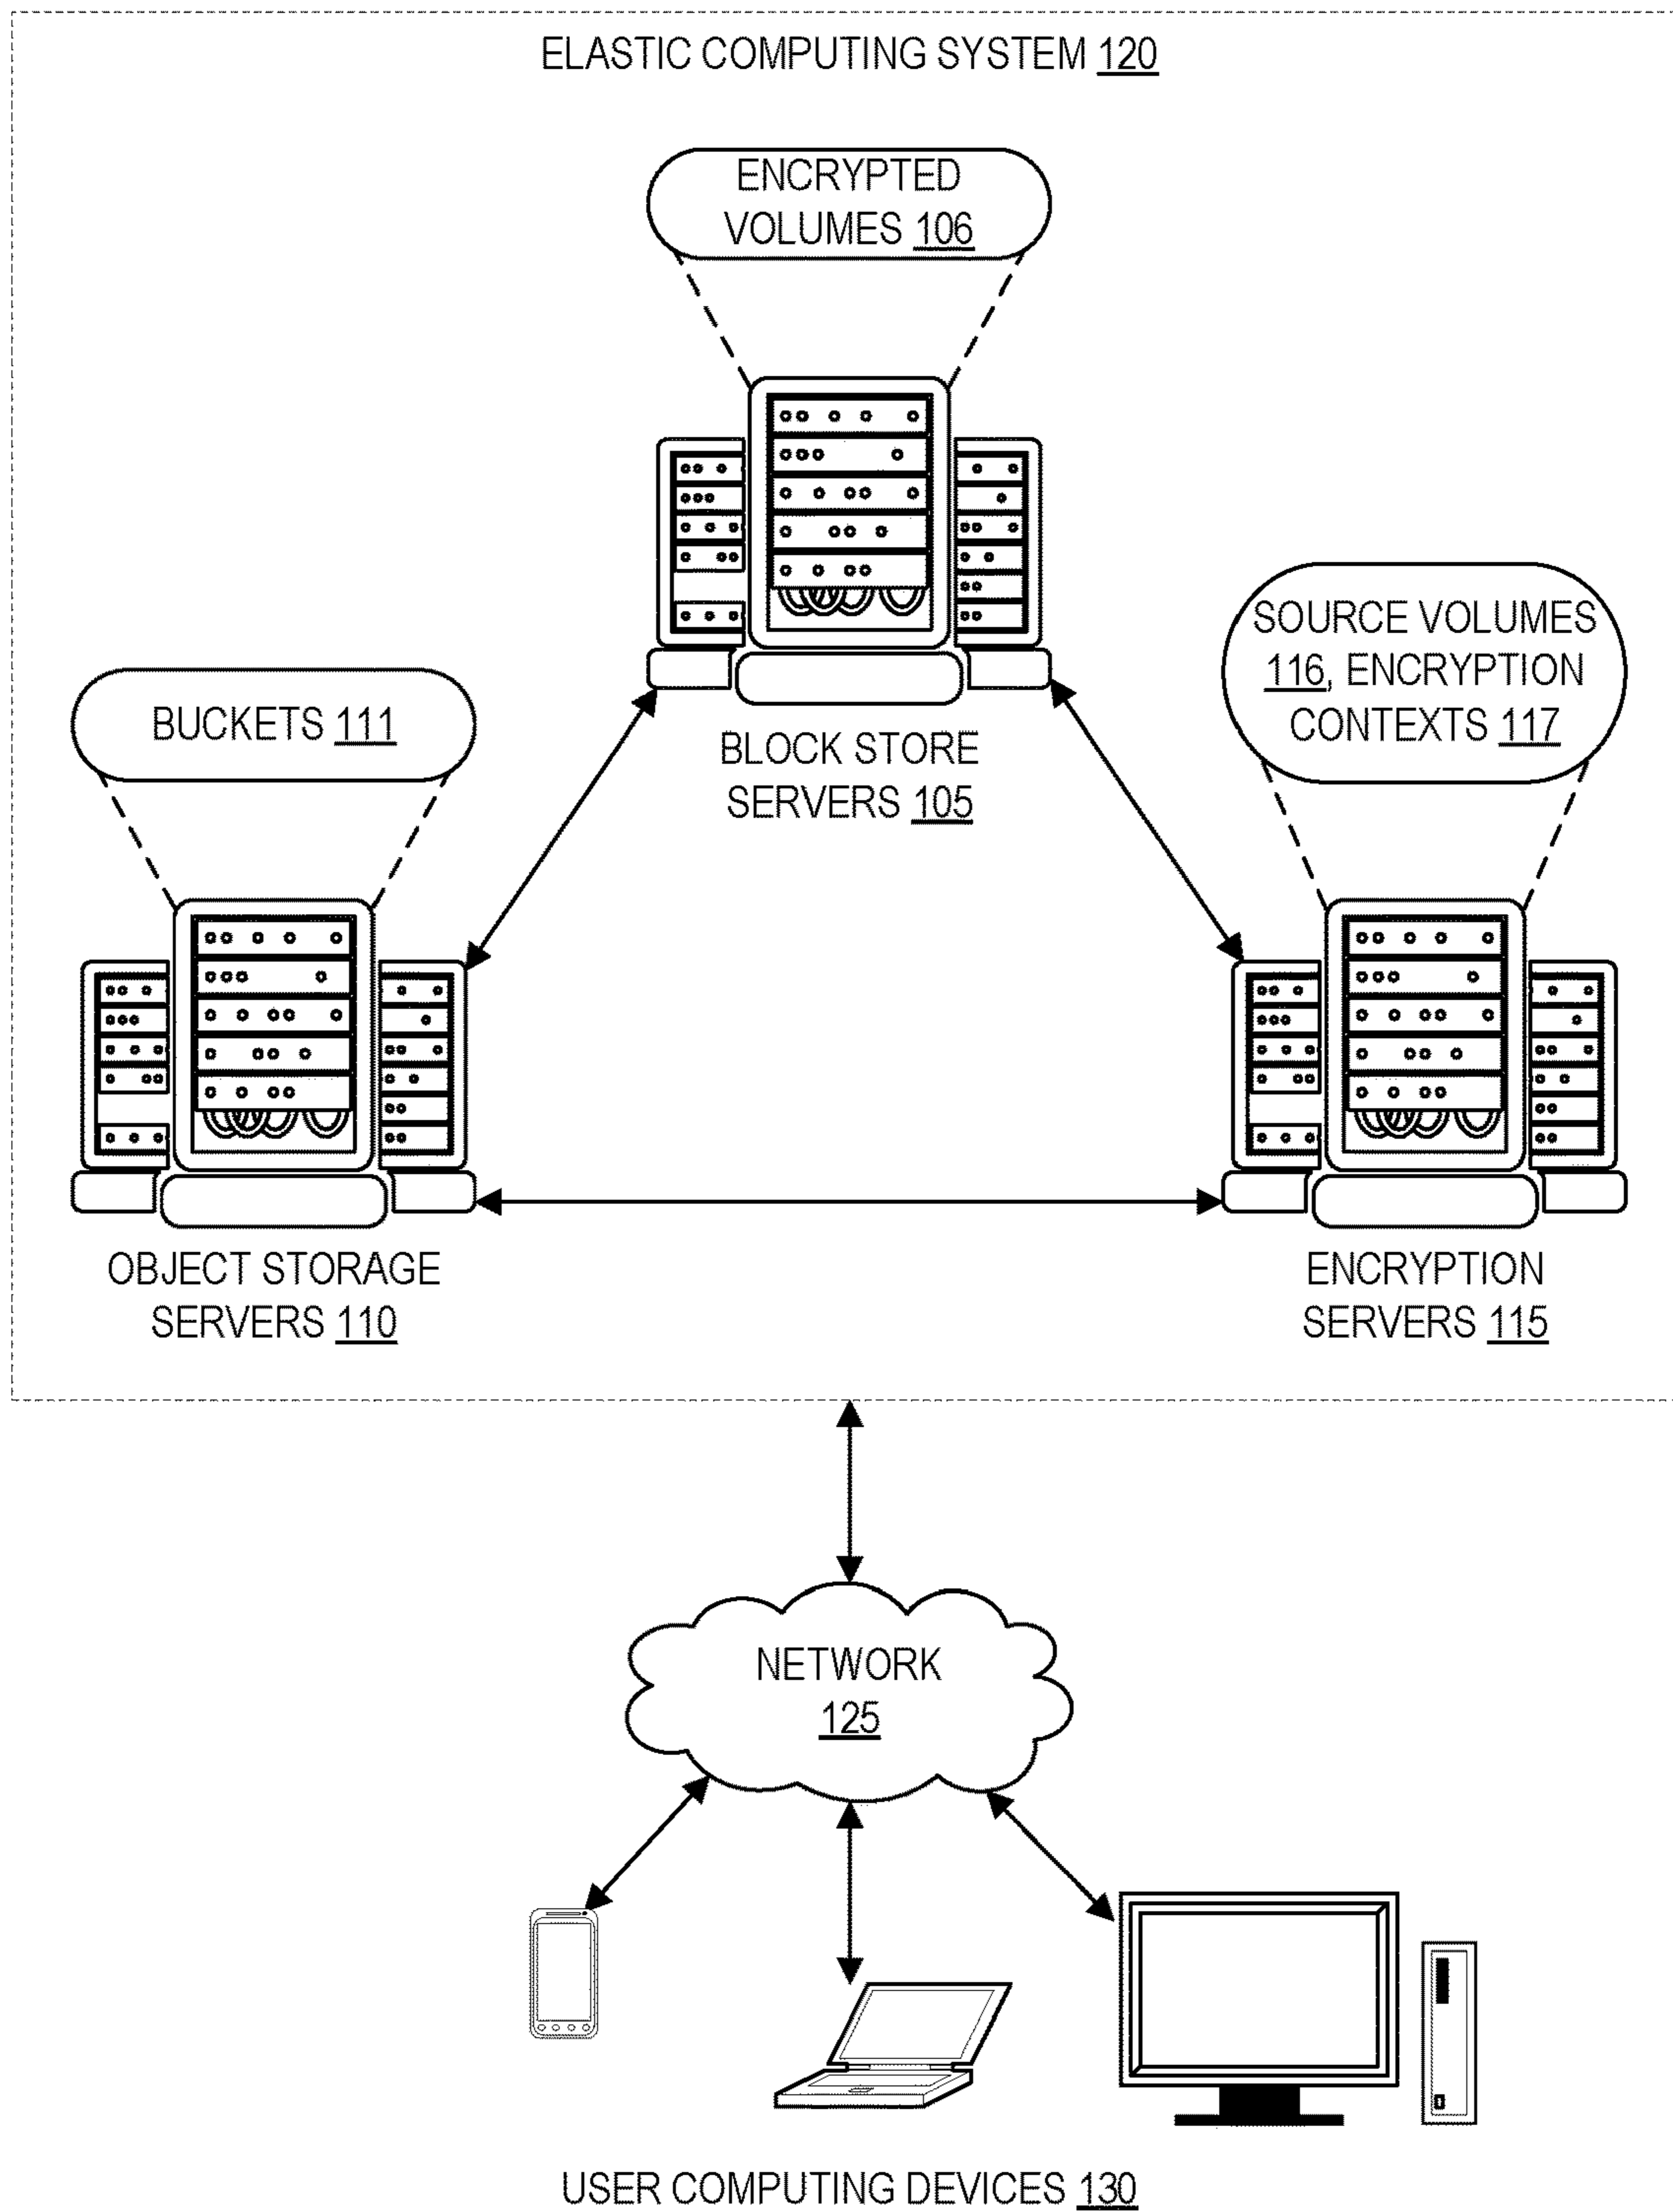 ELASTIC COMPUTING SYSTEM 120
ENCRYPTED
VOLUMES 106
SOURCE VOLUMES
116, ENCRYPTION
CONTEXTS 117
BUCKETS 111
BLOCK STORE
SERVERS 105
OBJECT STORAGE
SERVERS 110
ENCRYPTION
SERVERS 115
NETWORK
125
USER COMPUTING DEVICES 130